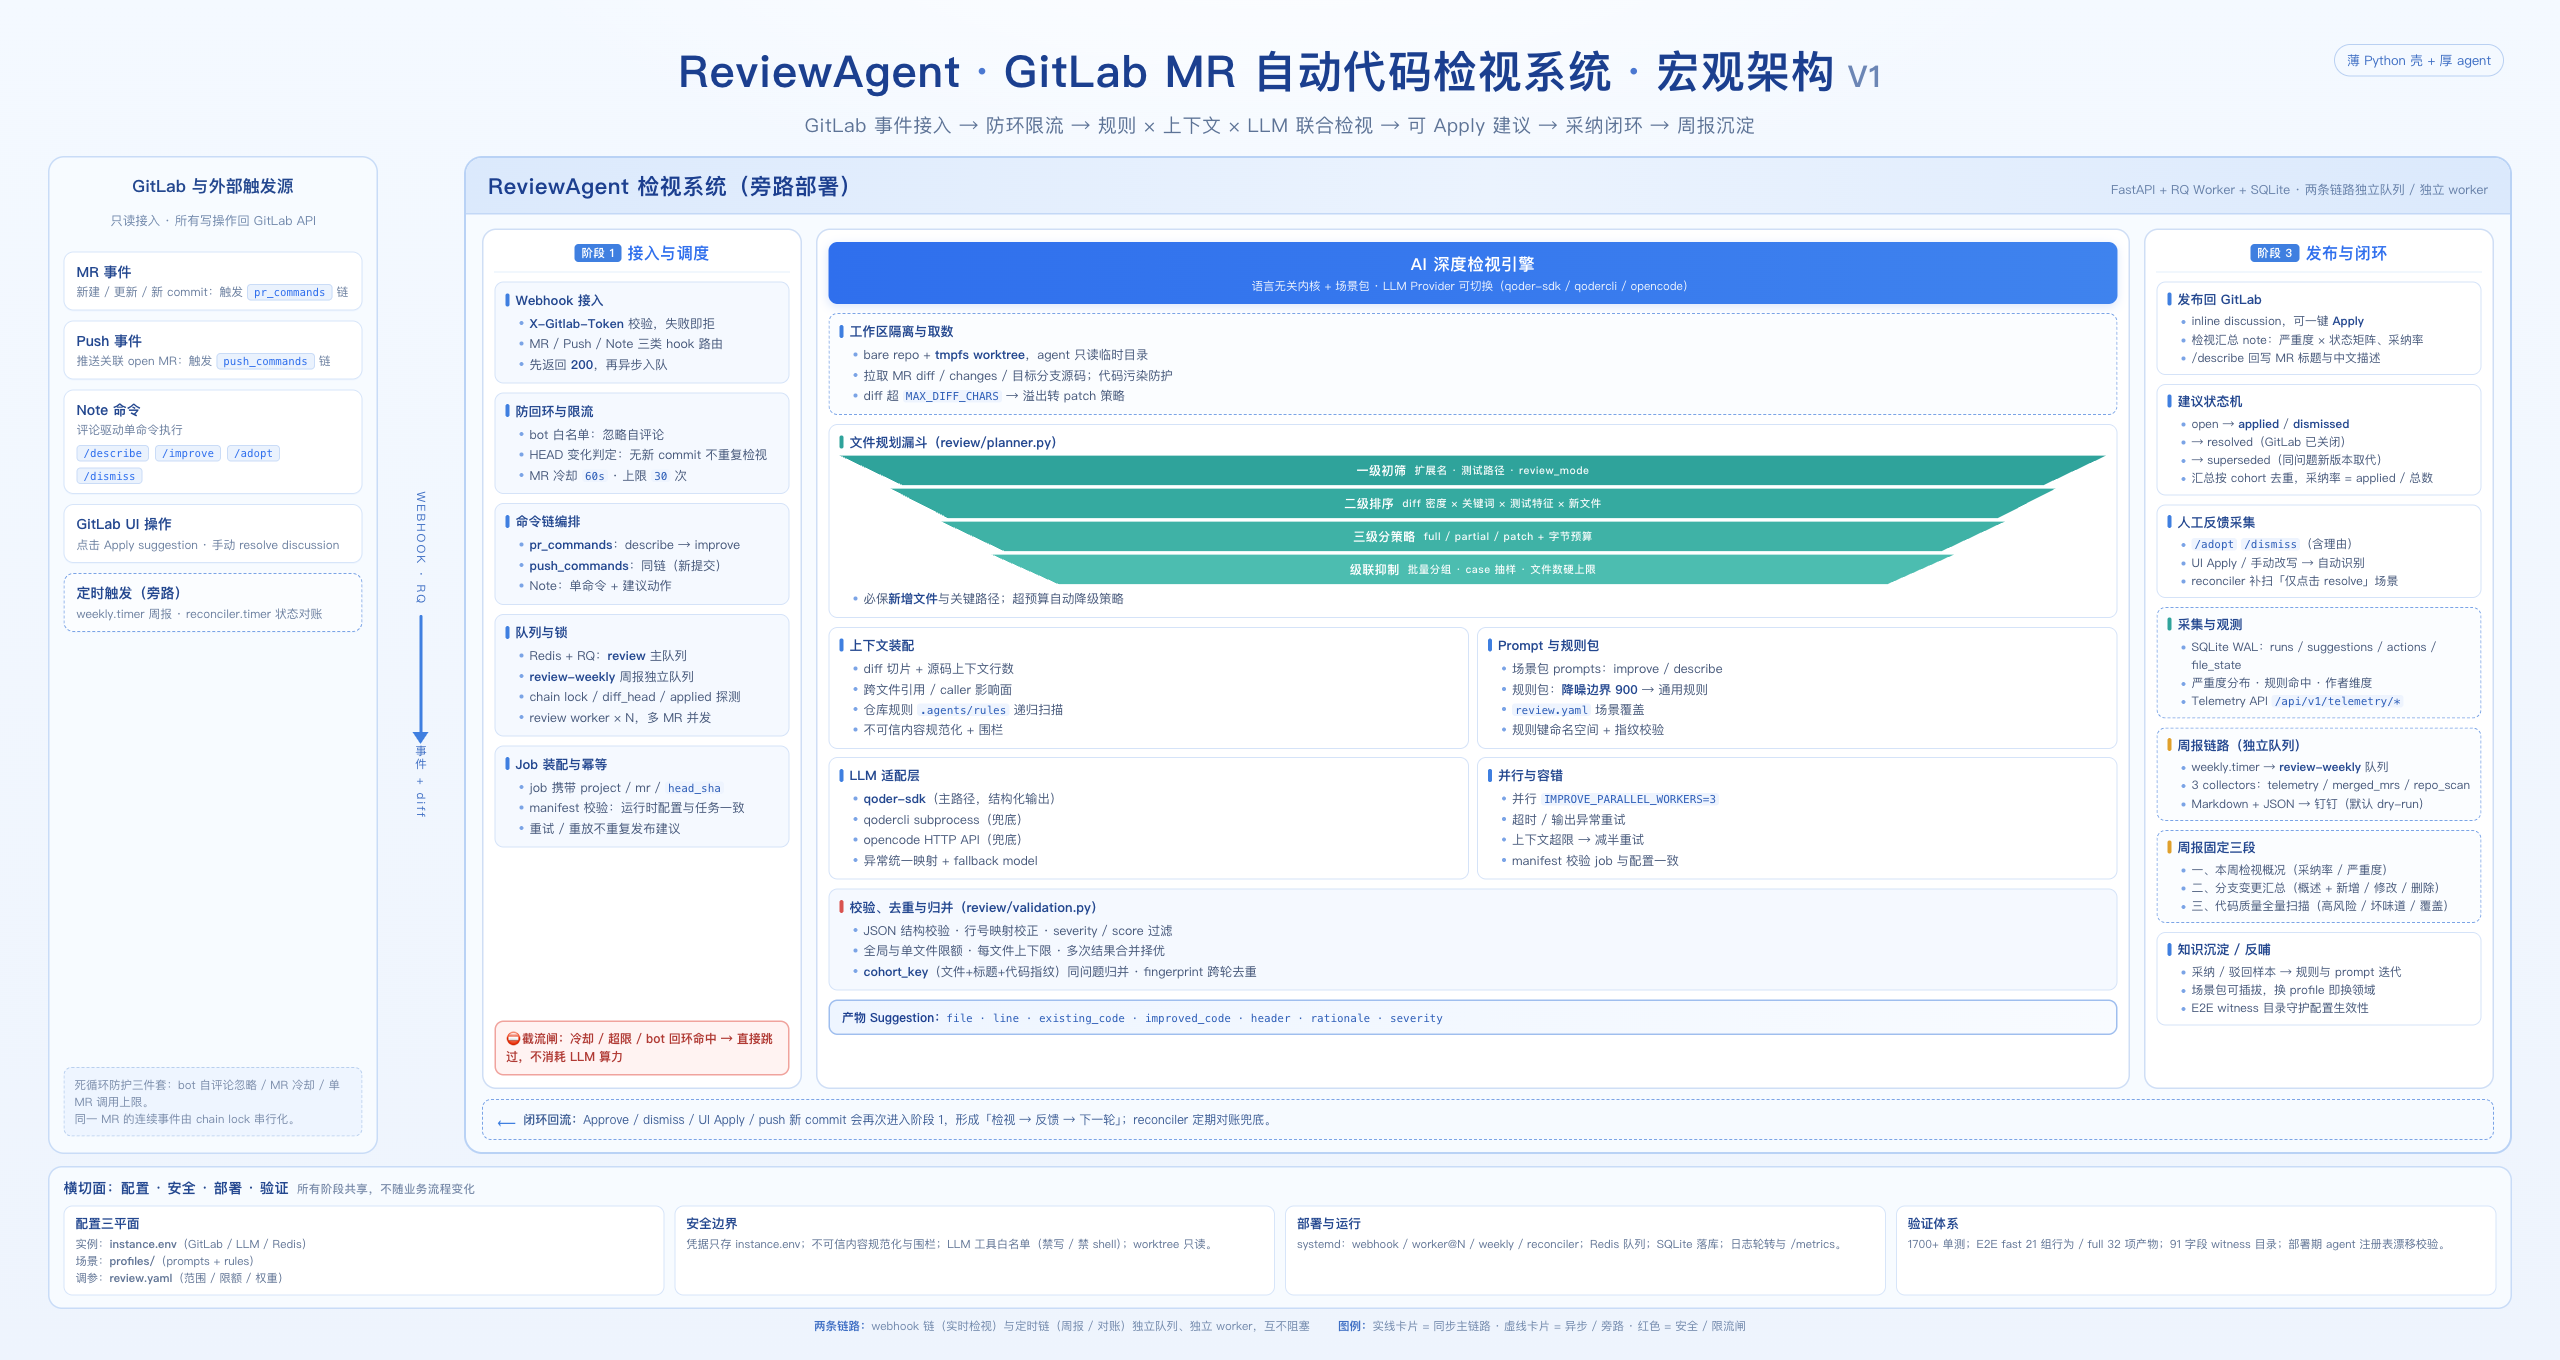 ReviewAgent · GitLab MR 自动代码检视系统 · 宏观架构 V1
薄 Python 壳 + 厚 agent
GitLab 事件接入 → 防环限流 → 规则 × 上下文 × LLM 联合检视 → 可 Apply 建议 → 采纳闭环 → 周报沉淀
GitLab 与外部触发源
只读接入 · 所有写操作回 GitLab API
MR 事件
新建 / 更新 / 新 commit：触发 pr_commands 链
Push 事件
推送关联 open MR：触发 push_commands 链
Note 命令
评论驱动单命令执行
/describe /improve /adopt
/dismiss
GitLab UI 操作
点击 Apply suggestion · 手动 resolve discussion
定时触发（旁路）
weekly.timer 周报 · reconciler.timer 状态对账
死循环防护三件套：bot 自评论忽略 / MR 冷却 / 单
MR 调用上限。
同一 MR 的连续事件由 chain lock 串行化。
WEBHOOK · RQ
事件 + diff
ReviewAgent 检视系统（旁路部署）
FastAPI + RQ Worker + SQLite · 两条链路独立队列 / 独立 worker
阶段 1 接入与调度
Webhook 接入
• X-Gitlab-Token 校验，失败即拒
• MR / Push / Note 三类 hook 路由
• 先返回 200，再异步入队
防回环与限流
• bot 白名单：忽略自评论
• HEAD 变化判定：无新 commit 不重复检视
• MR 冷却 60s · 上限 30 次
命令链编排
• pr_commands：describe → improve
• push_commands：同链（新提交）
• Note：单命令 + 建议动作
队列与锁
• Redis + RQ：review 主队列
• review-weekly 周报独立队列
• chain lock / diff_head / applied 探测
• review worker × N，多 MR 并发
Job 装配与幂等
• job 携带 project / mr / head_sha
• manifest 校验：运行时配置与任务一致
• 重试 / 重放不重复发布建议
⛔截流闸：冷却 / 超限 / bot 回环命中 → 直接跳
过，不消耗 LLM 算力
AI 深度检视引擎
语言无关内核 + 场景包 · LLM Provider 可切换（qoder-sdk / qodercli / opencode）
工作区隔离与取数
• bare repo + tmpfs worktree，agent 只读临时目录
• 拉取 MR diff / changes / 目标分支源码；代码污染防护
• diff 超 MAX_DIFF_CHARS → 溢出转 patch 策略
文件规划漏斗（review/planner.py）
一级初筛 扩展名 · 测试路径 · review_mode
二级排序 diff 密度 × 关键词 × 测试特征 × 新文件
三级分策略 full / partial / patch + 字节预算
级联抑制 批量分组 · case 抽样 · 文件数硬上限
• 必保新增文件与关键路径；超预算自动降级策略
上下文装配
• diff 切片 + 源码上下文行数
• 跨文件引用 / caller 影响面
• 仓库规则 .agents/rules 递归扫描
• 不可信内容规范化 + 围栏
Prompt 与规则包
• 场景包 prompts：improve / describe
• 规则包：降噪边界 900 → 通用规则
• review.yaml 场景覆盖
• 规则键命名空间 + 指纹校验
LLM 适配层
• qoder-sdk（主路径，结构化输出）
• qodercli subprocess（兜底）
• opencode HTTP API（兜底）
• 异常统一映射 + fallback model
并行与容错
• 并行 IMPROVE_PARALLEL_WORKERS=3
• 超时 / 输出异常重试
• 上下文超限 → 减半重试
• manifest 校验 job 与配置一致
校验、去重与归并（review/validation.py）
• JSON 结构校验 · 行号映射校正 · severity / score 过滤
• 全局与单文件限额 · 每文件上下限 · 多次结果合并择优
• cohort_key（文件+标题+代码指纹）同问题归并 · fingerprint 跨轮去重
产物 Suggestion：file · line · existing_code · improved_code · header · rationale · severity
阶段 3 发布与闭环
发布回 GitLab
• inline discussion，可一键 Apply
• 检视汇总 note：严重度 × 状态矩阵、采纳率
• /describe 回写 MR 标题与中文描述
建议状态机
• open → applied / dismissed
• → resolved（GitLab 已关闭）
• → superseded（同问题新版本取代）
• 汇总按 cohort 去重，采纳率 = applied / 总数
人工反馈采集
• /adopt /dismiss（含理由）
• UI Apply / 手动改写 → 自动识别
• reconciler 补扫「仅点击 resolve」场景
采集与观测
• SQLite WAL：runs / suggestions / actions /
file_state
• 严重度分布 · 规则命中 · 作者维度
• Telemetry API /api/v1/telemetry/*
周报链路（独立队列）
• weekly.timer → review-weekly 队列
• 3 collectors：telemetry / merged_mrs / repo_scan
• Markdown + JSON → 钉钉（默认 dry-run）
周报固定三段
• 一、本周检视概况（采纳率 / 严重度）
• 二、分支变更汇总（概述 + 新增 / 修改 / 删除）
• 三、代码质量全量扫描（高风险 / 坏味道 / 覆盖）
知识沉淀 / 反哺
• 采纳 / 驳回样本 → 规则与 prompt 迭代
• 场景包可插拔，换 profile 即换领域
• E2E witness 目录守护配置生效性
← 闭环回流：Approve / dismiss / UI Apply / push 新 commit 会再次进入阶段 1，形成「检视 → 反馈 → 下一轮」；reconciler 定期对账兜底。
横切面：配置 · 安全 · 部署 · 验证 所有阶段共享，不随业务流程变化
配置三平面
实例：instance.env（GitLab / LLM / Redis）
场景：profiles/（prompts + rules）
调参：review.yaml（范围 / 限额 / 权重）
安全边界
凭据只存 instance.env；不可信内容规范化与围栏；LLM 工具白名单（禁写 / 禁 shell）；worktree 只读。
部署与运行
systemd：webhook / worker@N / weekly / reconciler；Redis 队列；SQLite 落库；日志轮转与 /metrics。
验证体系
1700+ 单测；E2E fast 21 组行为 / full 32 项产物；91 字段 witness 目录；部署期 agent 注册表漂移校验。
两条链路：webhook 链（实时检视）与定时链（周报 / 对账）独立队列、独立 worker，互不阻塞 图例：实线卡片 = 同步主链路 · 虚线卡片 = 异步 / 旁路 · 红色 = 安全 / 限流闸